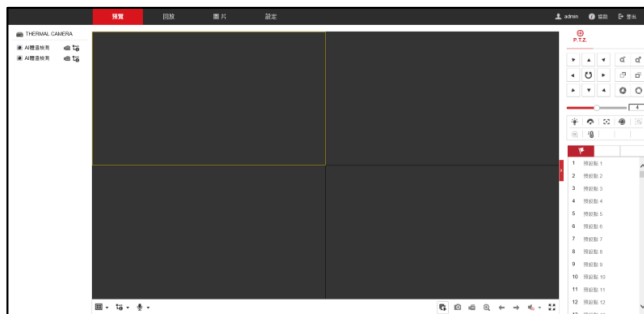 預覽 回放 圖片 設定 admin 說明 登出
THERMAL CAMERA
P.T.Z.
AI體溫檢測
AI體溫檢測
4
1 預設點 1
2 預設點 2
3 預設點 3
4 預設點 4
5 預設點 5
6 預設點 6
7 預設點 7
8 預設點 8
9 預設點 9
10 預設點 10
11 預設點 11
12 預設點 12